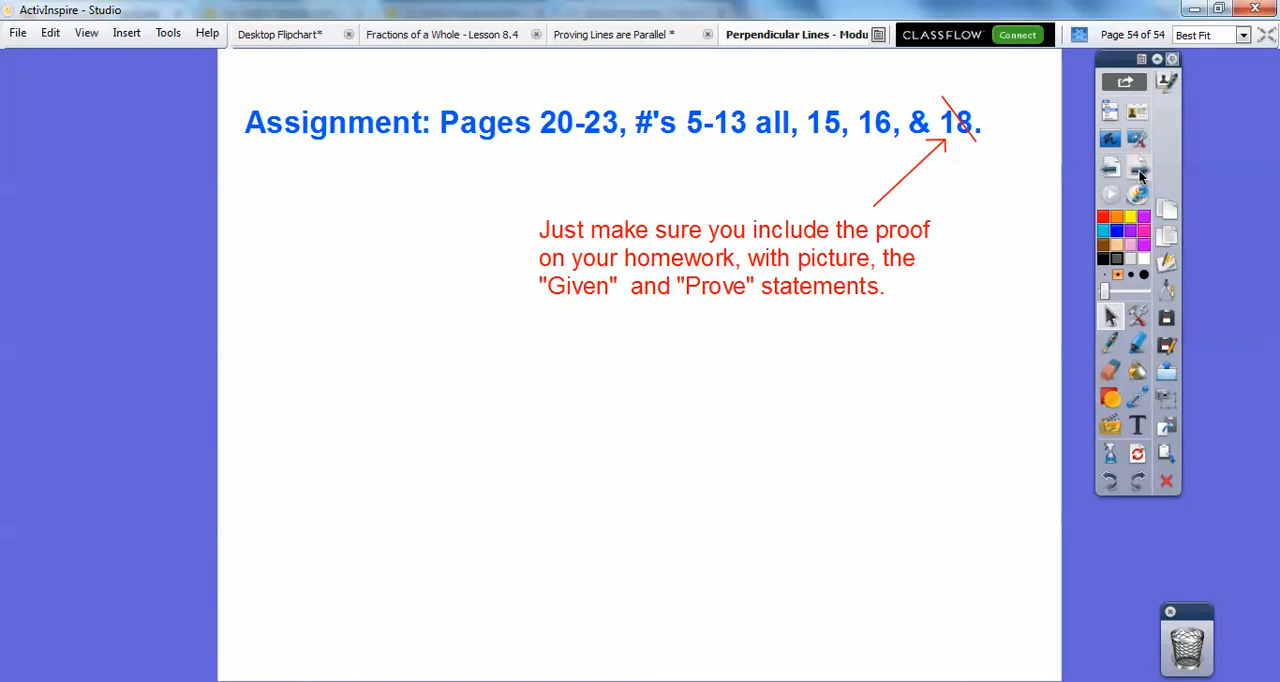 ActivInspire - Studio
File Edit View Insert Tools Help
Desktop Flipchart* Fractions of a Whole - Lesson 8.4 Proving Lines are Parallel * Perpendicular Lines - Modu
CLASSFLOW Connect
Page 54 of 54 Best Fit
Assignment: Pages 20-23, #'s 5-13 all, 15, 16, & 18.
Just make sure you include the proof
on your homework, with picture, the
"Given" and "Prove" statements.
T